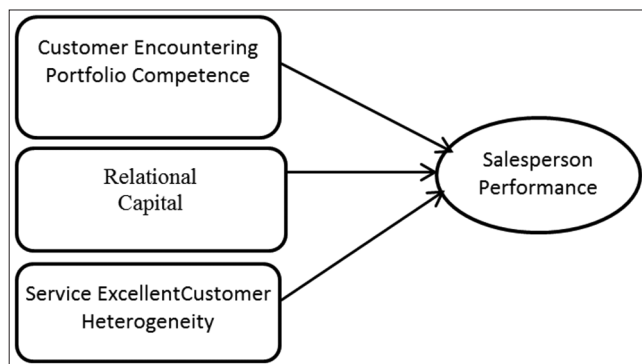 Customer Encountering
Portfolio Competence
Relational
Capital
Service ExcellentCustomer
Heterogeneity
Salesperson
Performance